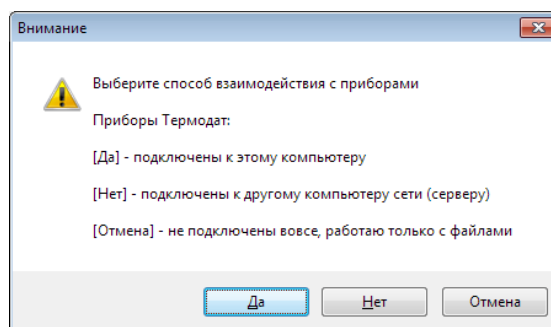 Внимание
Выберите способ взаимодействия с приборами
Приборы Термодат:
[Да] - подключены к этому компьютеру
[Нет] - подключены к другому компьютеру сети (серверу)
[Отмена] - не подключены вовсе, работаю только с файлами
Да Нет Отмена